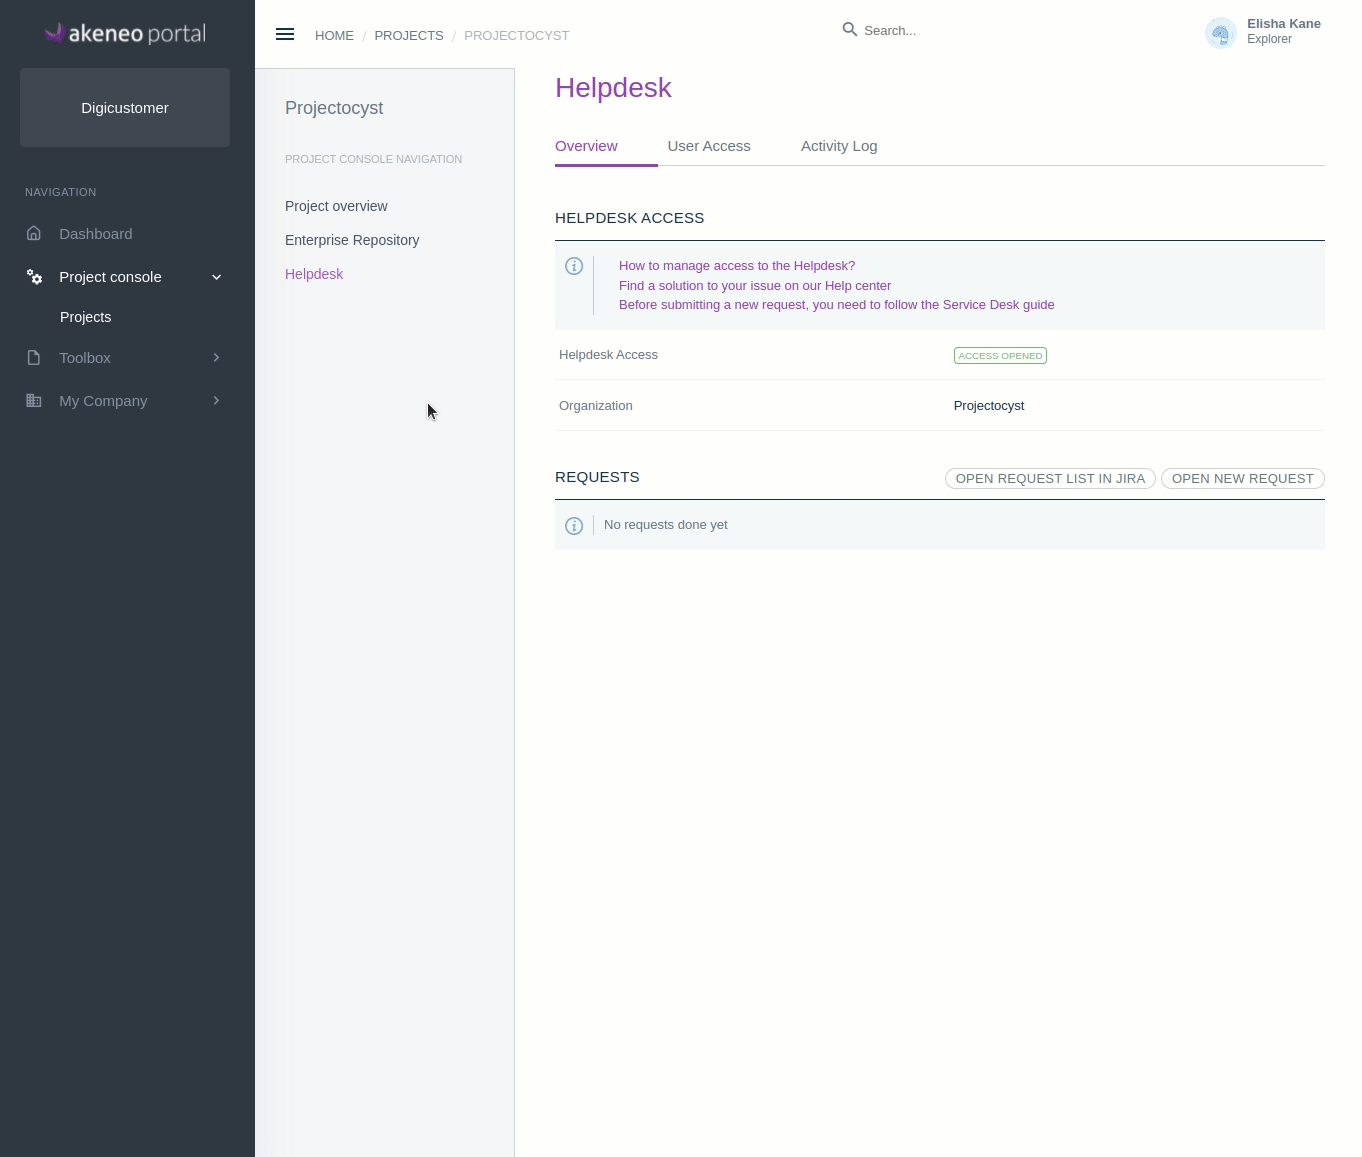 akeneo portal
Digicustomer
NAVIGATION
Dashboard
Project console
Projects
Toolbox
My Company
HOME / PROJECTS / PROJECTOCYST
Search...
Elisha Kane
Explorer
Projectocyst
PROJECT CONSOLE NAVIGATION
Project overview
Enterprise Repository
Helpdesk
Helpdesk
Overview User Access Activity Log
HELPDESK ACCESS
How to manage access to the Helpdesk?
Find a solution to your issue on our Help center
Before submitting a new request, you need to follow the Service Desk guide
Helpdesk Access ACCESS OPENED
Organization Projectocyst
REQUESTS OPEN REQUEST LIST IN JIRA OPEN NEW REQUEST
No requests done yet